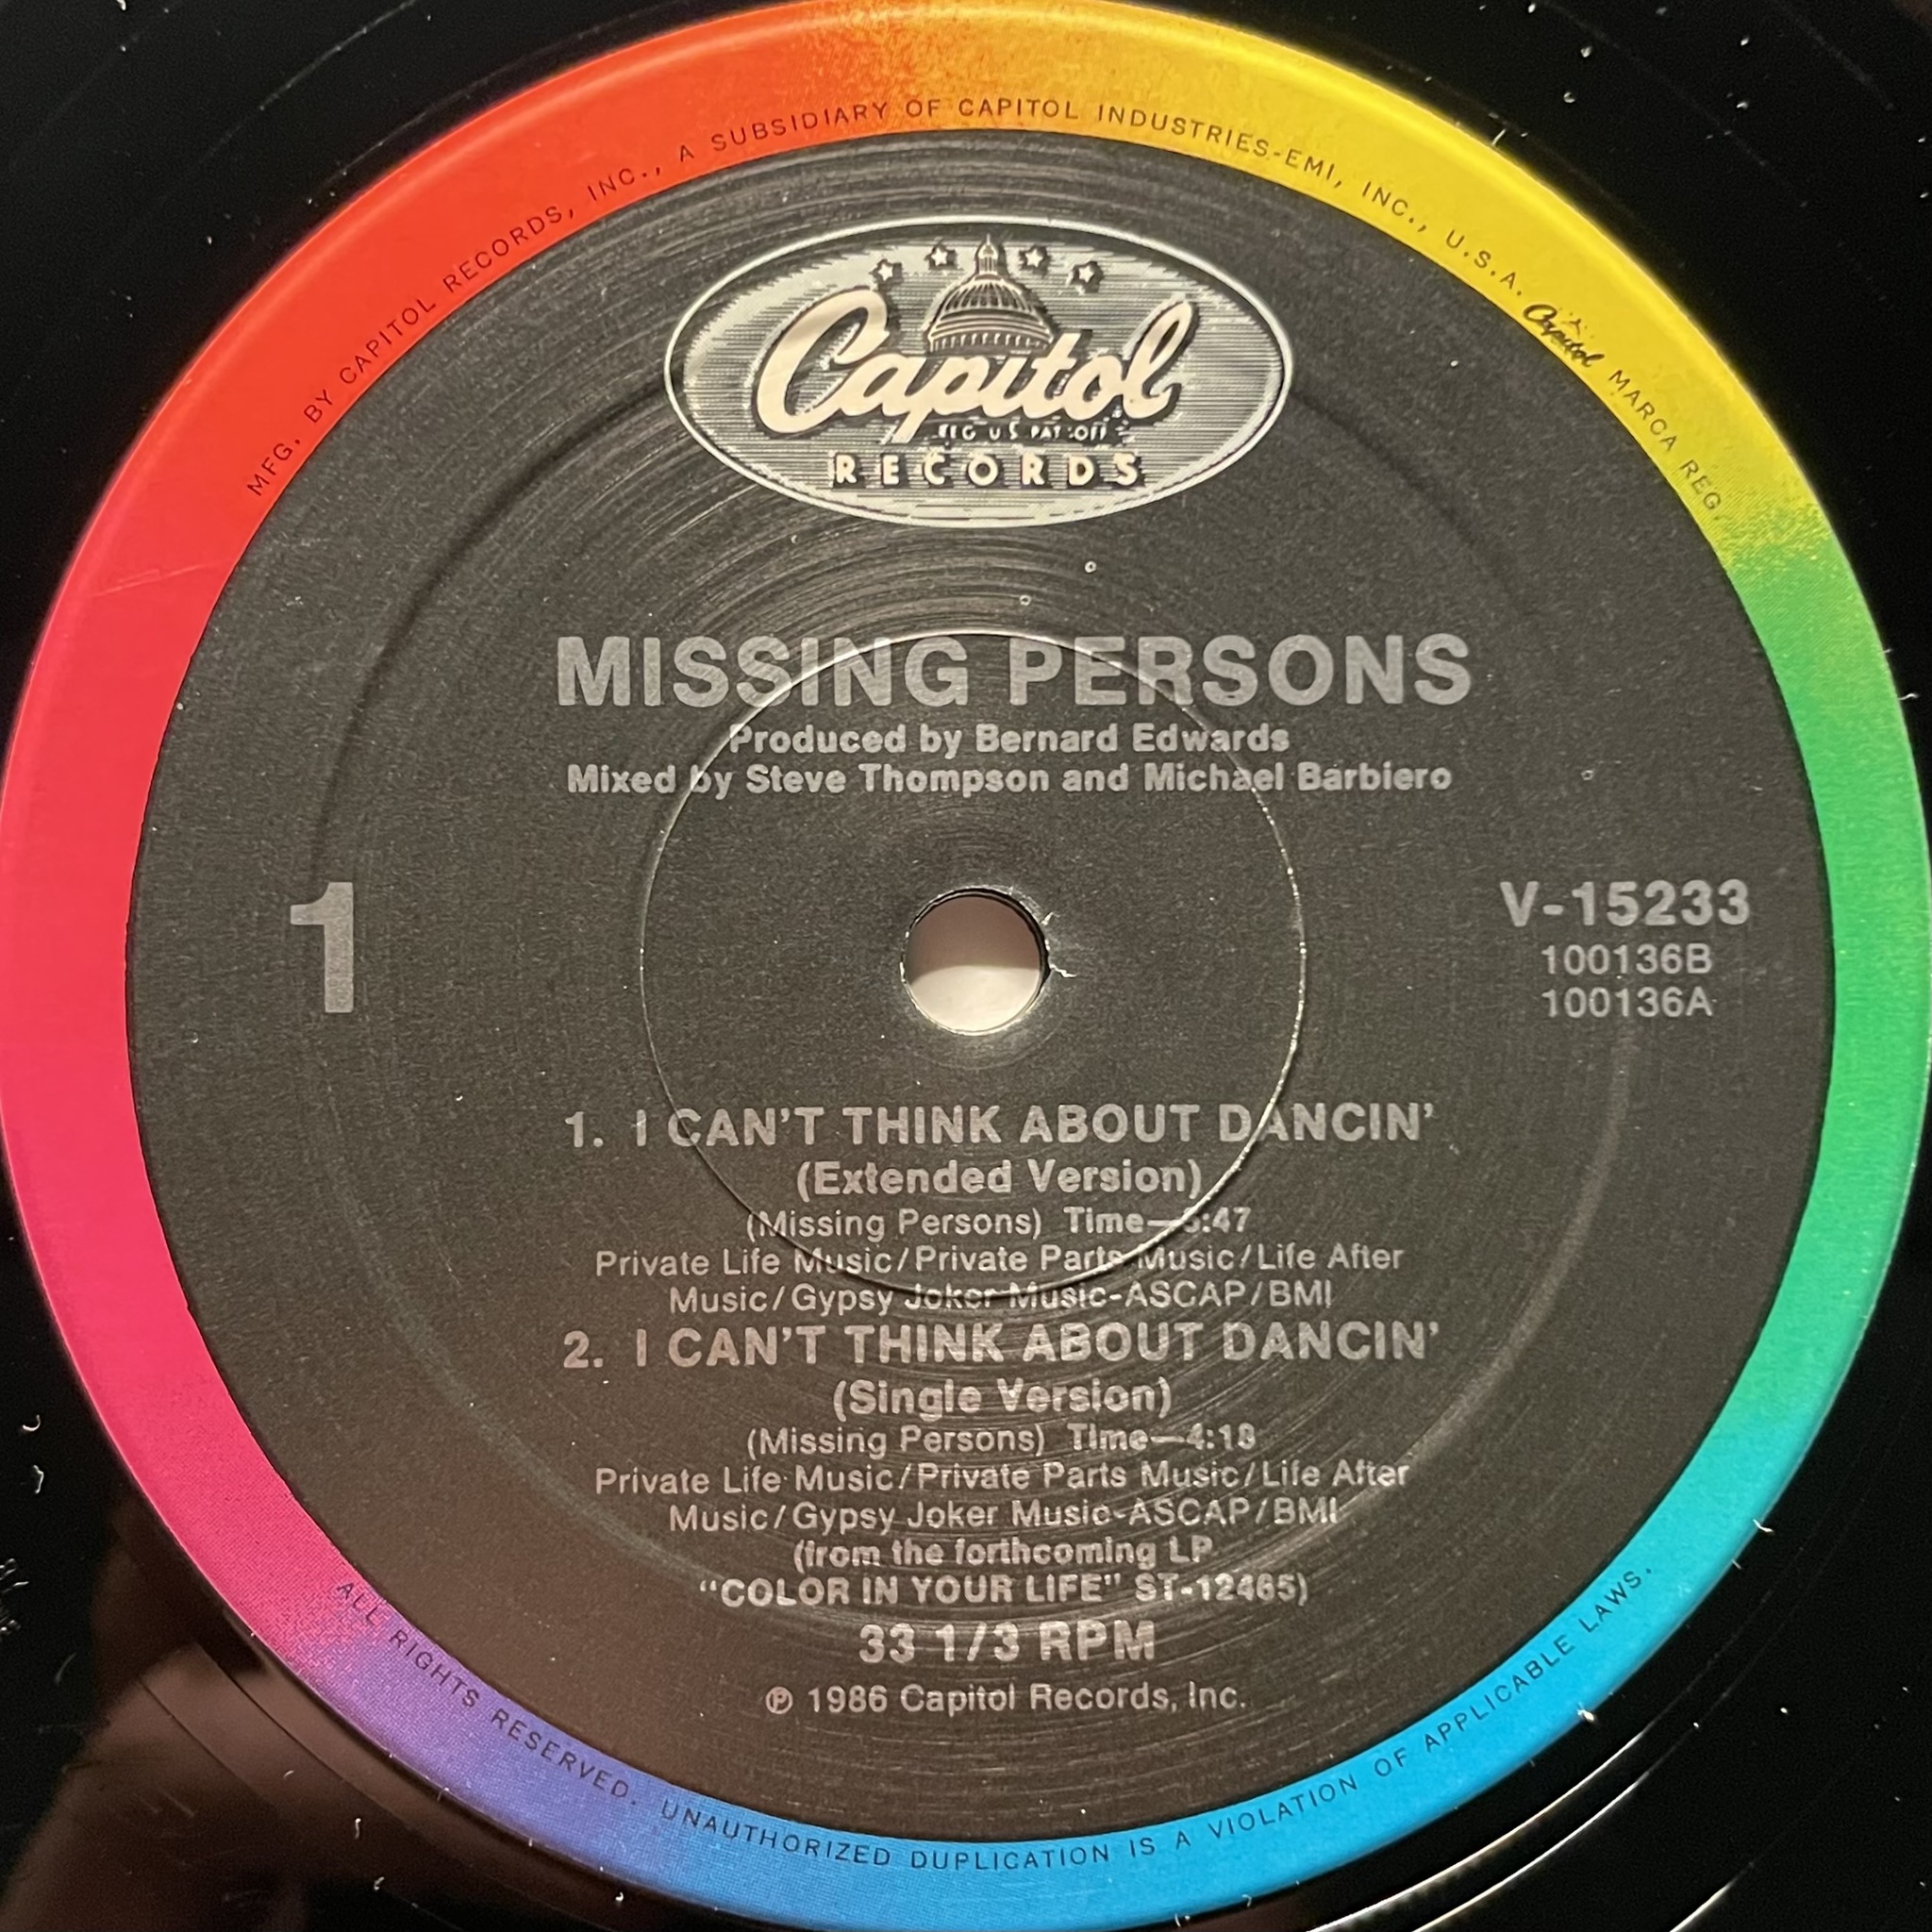 MFG. BY CAPITOL RECORDS, INC., A SUBSIDIARY OF CAPITOL INDUSTRIES-EMI, INC., U.S.A. Capitol MARCA REG.
Capitol
REG U S PAT OFF
RECORDS
MISSING PERSONS
Produced by Bernard Edwards
Mixed by Steve Thompson and Michael Barbiero
1
V-15233
100136B
100136A
1. I CAN'T THINK ABOUT DANCIN'
(Extended Version)
(Missing Persons) Time—
Private Life Music/Private Parts Music/Life After
Music/Gypsy Joker Music-ASCAP/BMI
2. I CAN'T THINK ABOUT DANCIN'
(Single Version)
(Missing Persons) Time—4:18
Private Life Music/Private Parts Music/Life After
Music/Gypsy Joker Music-ASCAP/BMI
(from the forthcoming LP
"COLOR IN YOUR LIFE" ST-12465)
33 1/3 RPM
℗ 1986 Capitol Records, Inc.
ALL RIGHTS RESERVED. UNAUTHORIZED DUPLICATION IS A VIOLATION OF APPLICABLE LAWS.